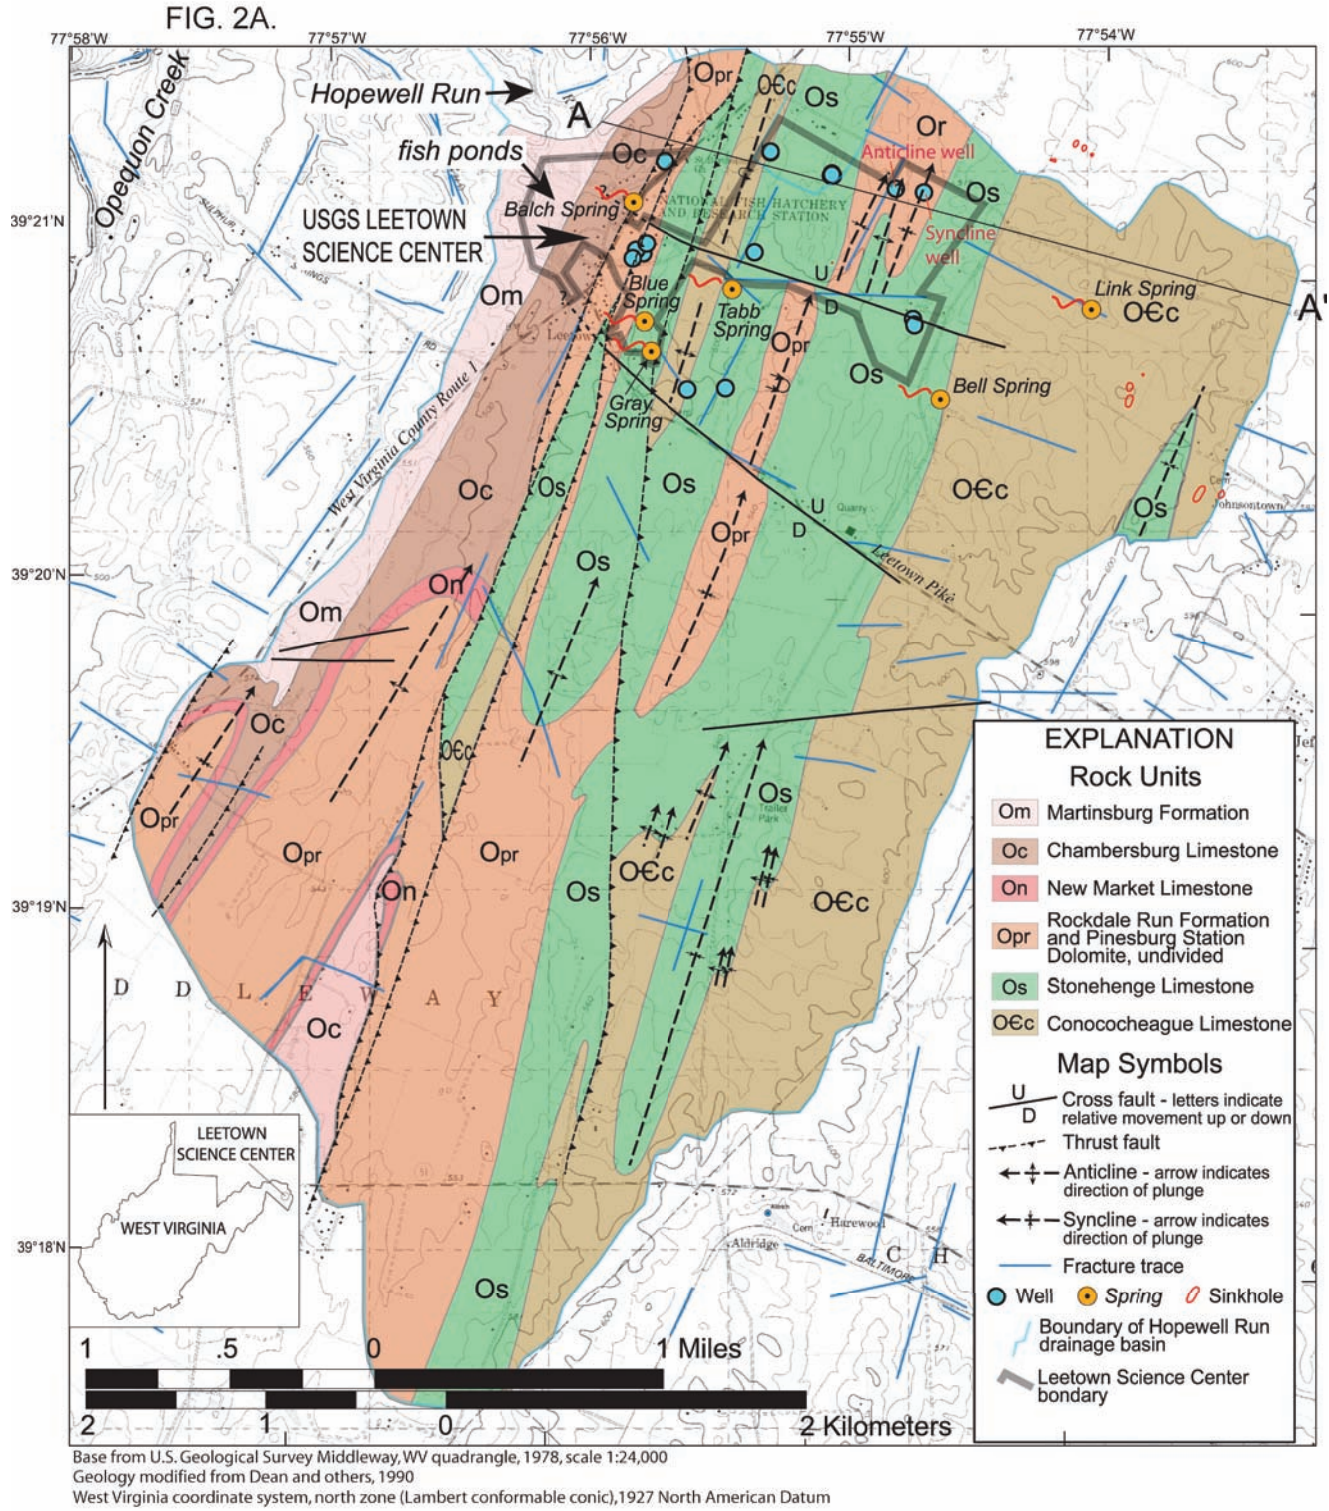 FIG. 2A.
77°58'W
77°57'W
77°56'W
77°55'W
77°54'W
Opequon Creek
Hopewell Run
A
Opr
OЄc
Os
Or
fish ponds
Oc
Anticline well
Os
39°21'N
Balch Spring
NATIONAL FISH HATCHERY
AND RESEARCH STATION
USGS LEETOWN
SCIENCE CENTER
SULPHUR
SPRINGS
Syncline
well
U
D
Blue
Spring
Om
Tabb
Spring
Link Spring
OЄc
A'
Leetown
RD
Opr
Os
Bell Spring
Gray
Spring
West Virginia County Route 1
Oc
Os
Os
OЄc
Os
Cem
Johnsontown
U
D
Quarry
Opr
Os
Leetown Pike
39°20'N
On
Om
Oc
OЄc
Opr
Os
Trailer
Park
Opr
Opr
OЄc
On
Os
OЄc
39°19'N
D D L E W A Y
Oc
EXPLANATION
Rock Units
Om Martinsburg Formation
Oc Chambersburg Limestone
On New Market Limestone
Opr Rockdale Run Formation
and Pinesburg Station
Dolomite, undivided
Os Stonehenge Limestone
OЄc Conococheague Limestone
Map Symbols
U
D
Cross fault - letters indicate
relative movement up or down
Thrust fault
Anticline - arrow indicates
direction of plunge
Syncline - arrow indicates
direction of plunge
Fracture trace
Well Spring Sinkhole
Boundary of Hopewell Run
drainage basin
Leetown Science Center
bondary
LEETOWN
SCIENCE CENTER
WEST VIRGINIA
39°18'N
Cem Harewood
Aldridge
C H
BALTIMORE
Os
1 .5 0 1 Miles
2 1 0 2 Kilometers
Base from U.S. Geological Survey Middleway, WV quadrangle, 1978, scale 1:24,000
Geology modified from Dean and others, 1990
West Virginia coordinate system, north zone (Lambert conformable conic), 1927 North American Datum